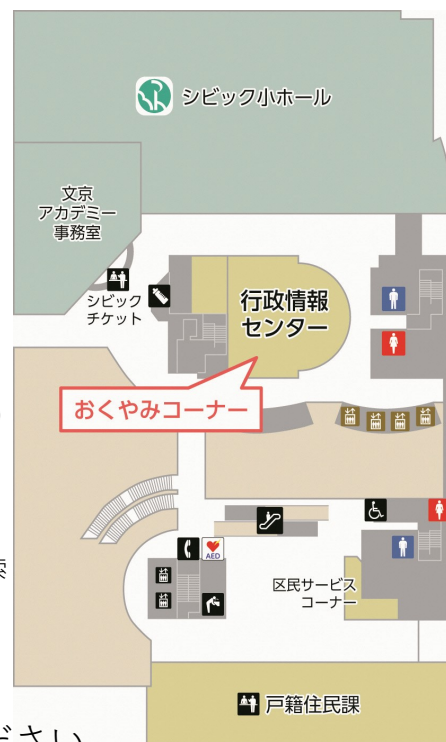 シビック小ホール
文京
アカデミー
事務室
シビック
チケット
行政情報
センター
おくやみコーナー
AED
区民サービス
コーナー
戸籍住民課
ださい